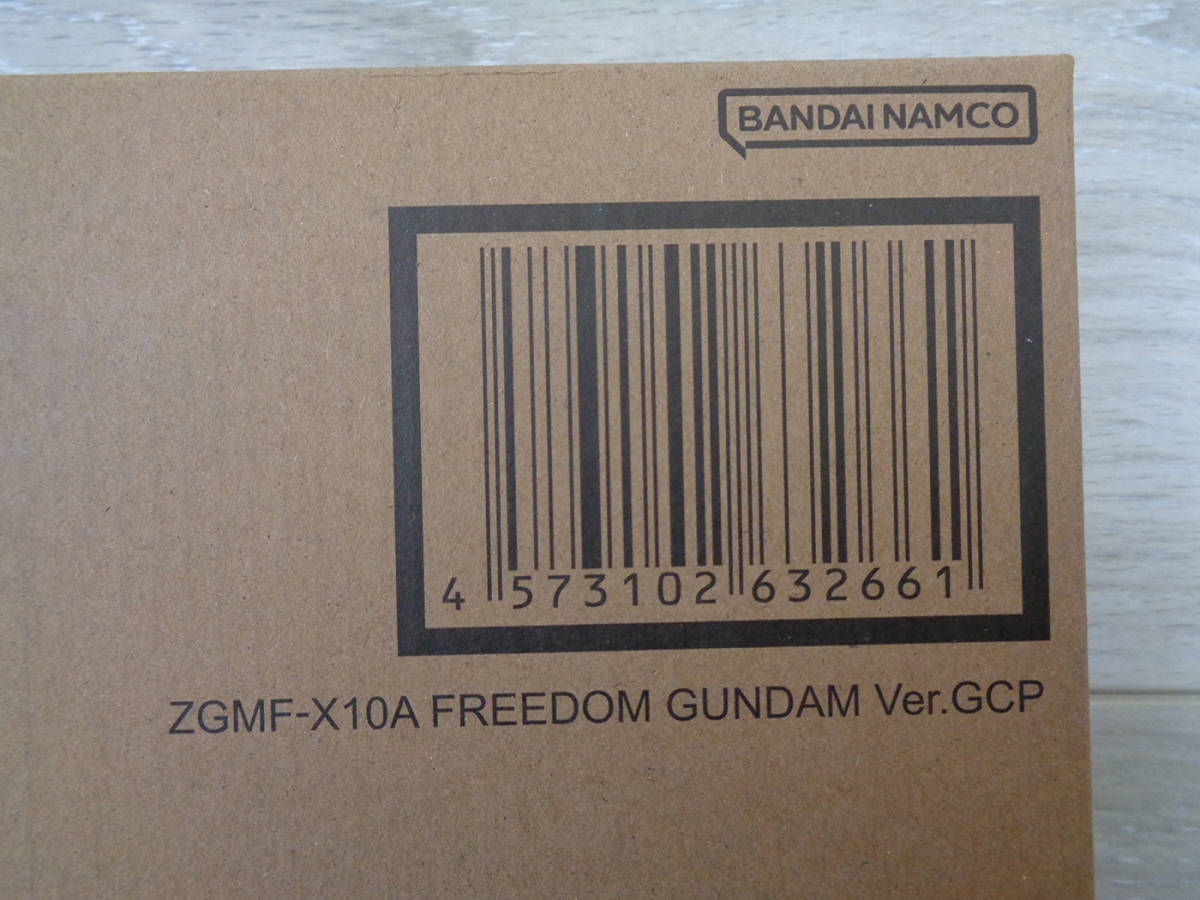 BANDAI NAMCO
4 573102 632661
ZGMF-X10A FREEDOM GUNDAM Ver.GCP